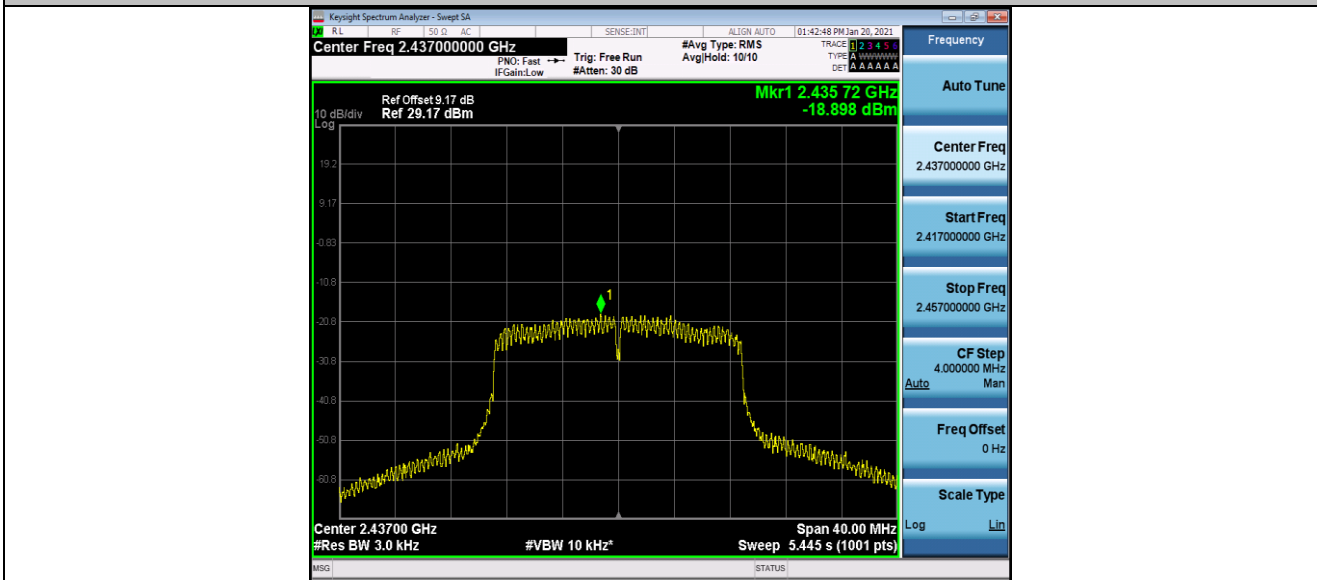 Keysight Spectrum Analyzer - Swept SA
RL RF 50 Ω AC SENSE:INT ALIGN AUTO 01:42:48 PM Jan 20, 2021
Center Freq 2.437000000 GHz
PNO: Fast
IFGain:Low
Trig: Free Run
#Atten: 30 dB
#Avg Type: RMS
Avg|Hold: 10/10
TRACE 1 2 3 4 5 6
TYPE A WWWWW
DET A A A A A A
Mkr1 2.435 72 GHz
-18.898 dBm
Ref Offset 9.17 dB
10 dB/div Ref 29.17 dBm
Log
19.2
9.17
-0.83
-10.8
-20.8
-30.8
-40.8
-50.8
-60.8
1
Center 2.43700 GHz Span 40.00 MHz
#Res BW 3.0 kHz #VBW 10 kHz* Sweep 5.445 s (1001 pts)
MSG STATUS
Frequency
Auto Tune
Center Freq
2.437000000 GHz
Start Freq
2.417000000 GHz
Stop Freq
2.457000000 GHz
CF Step
4.000000 MHz
Auto Man
Freq Offset
0 Hz
Scale Type
Log Lin